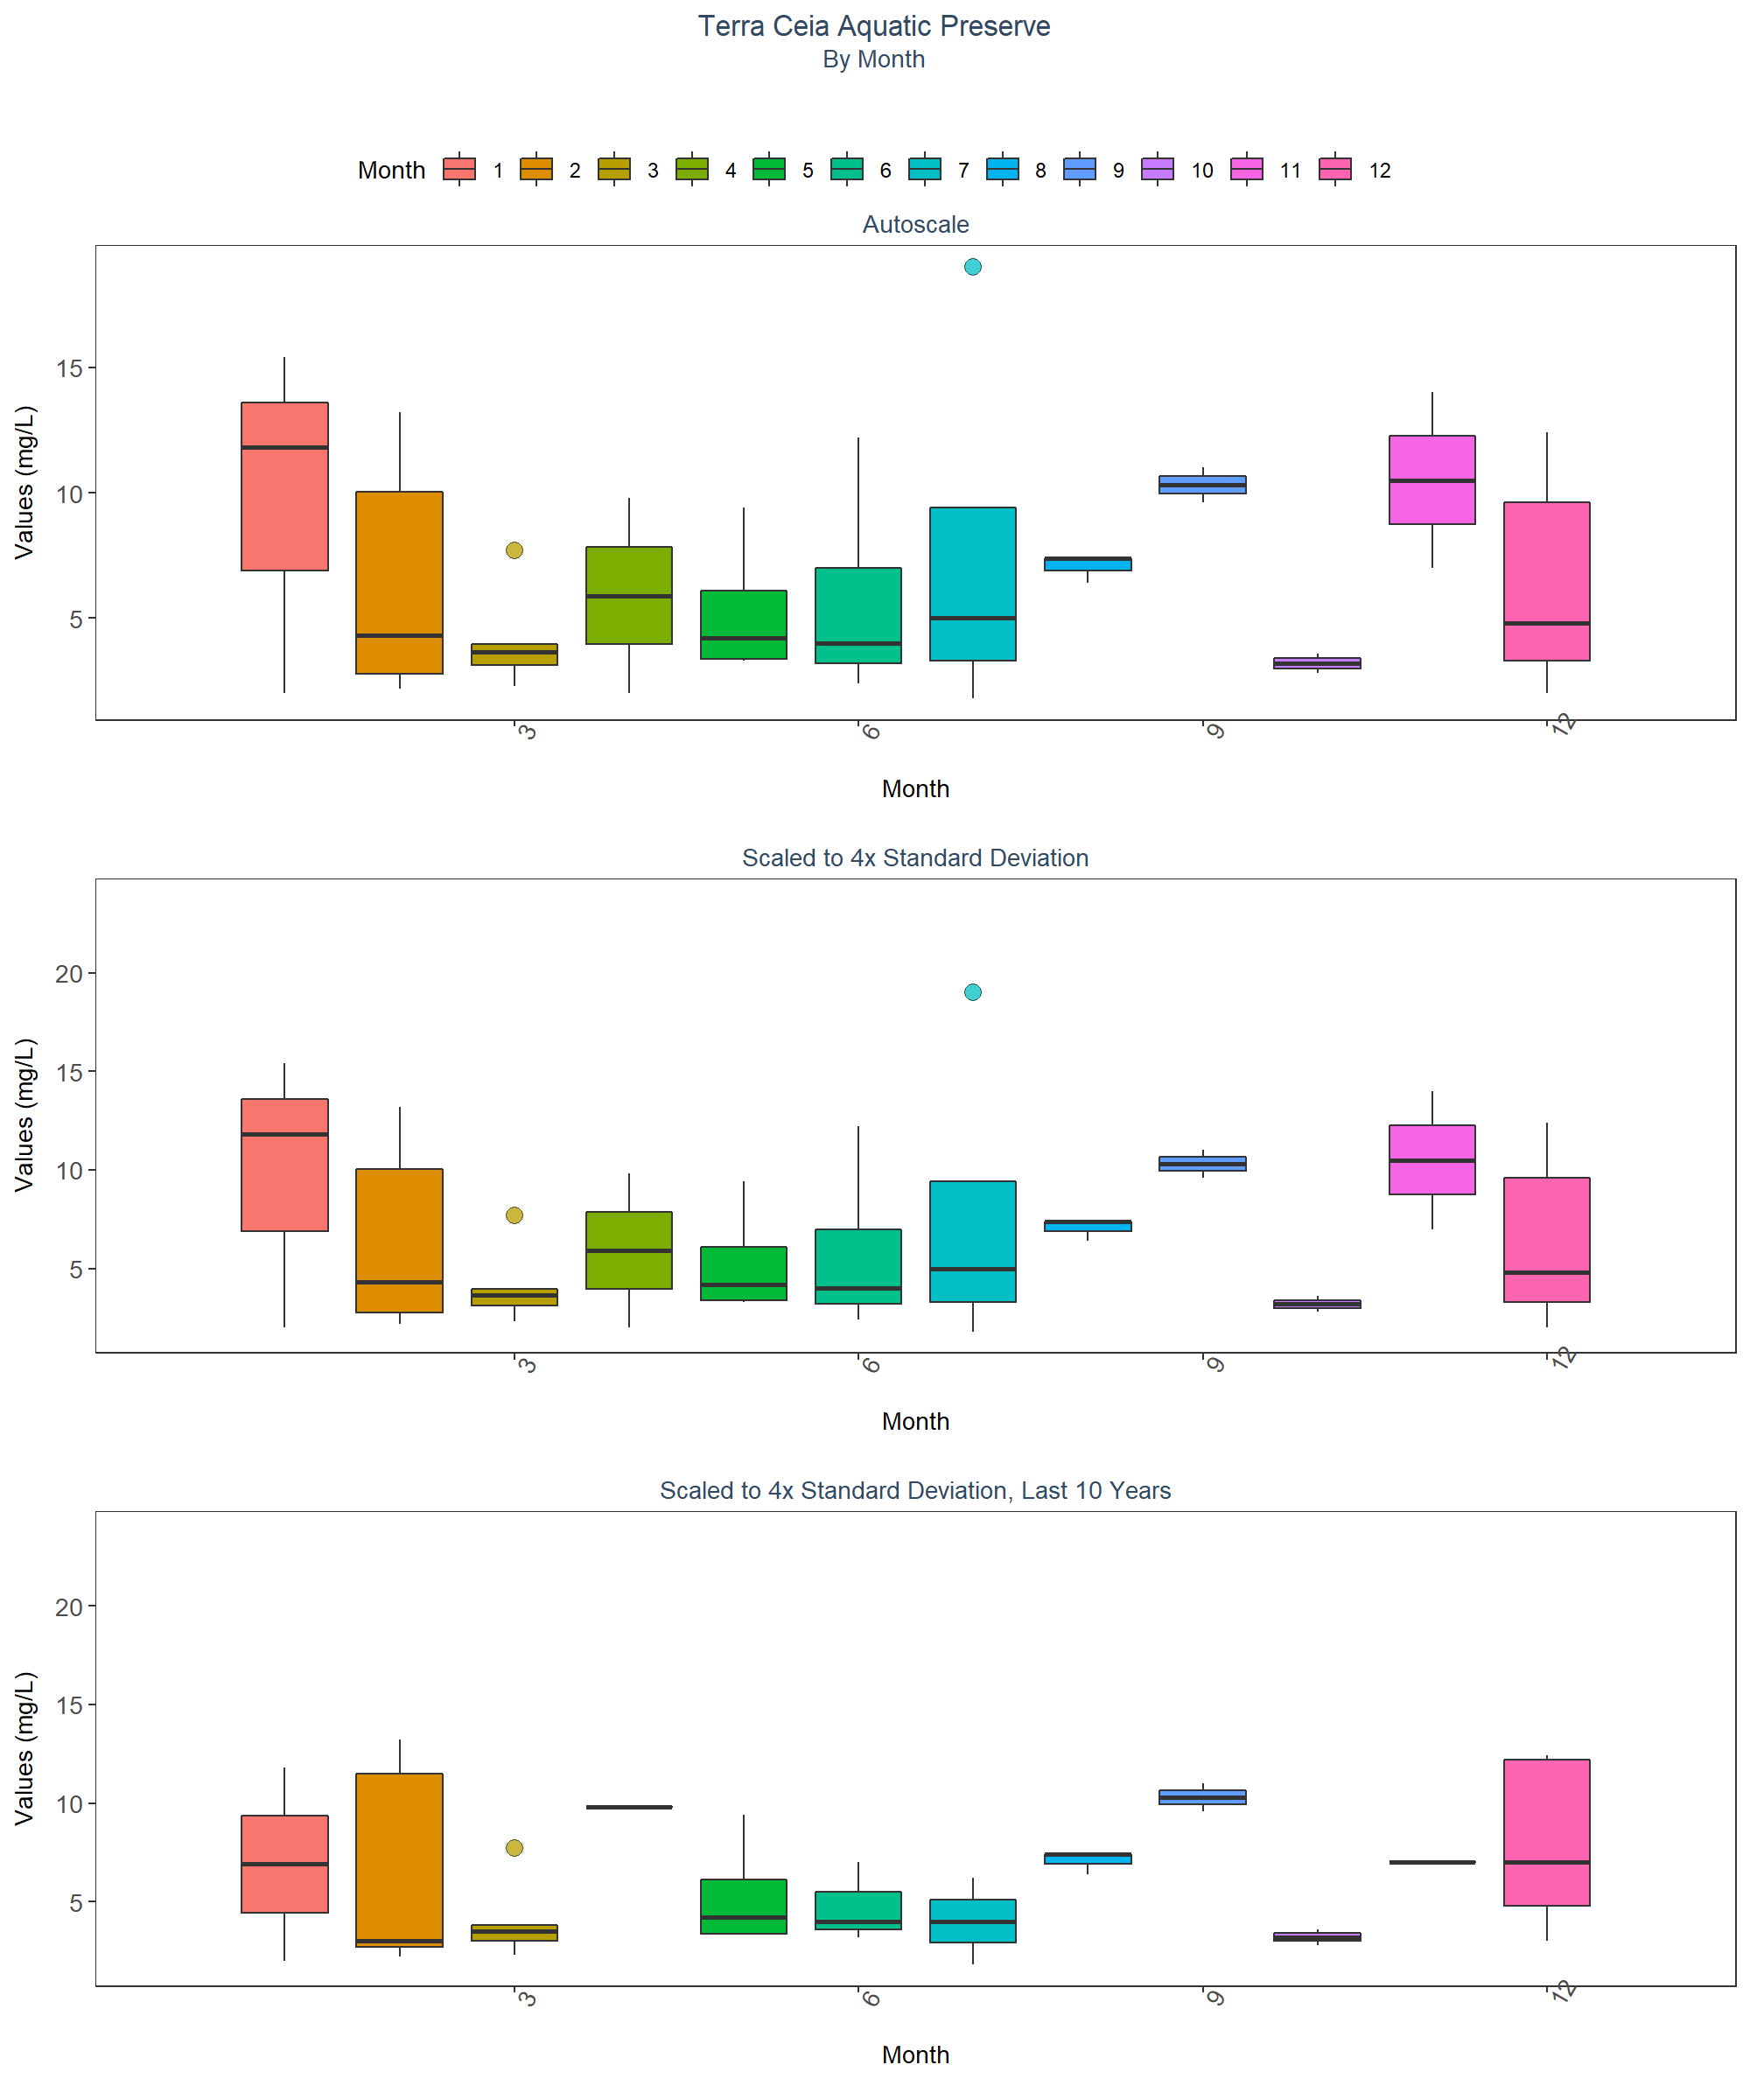 Terra Ceia Aquatic Preserve
By Month
Month 1 2 3 4 5 6 7 8 9 10 11 12
Autoscale
Values (mg/L)
15
10
5
3 6 9 12
Month
Scaled to 4x Standard Deviation
Values (mg/L)
20
15
10
5
3 6 9 12
Month
Scaled to 4x Standard Deviation, Last 10 Years
Values (mg/L)
20
15
10
5
3 6 9 12
Month